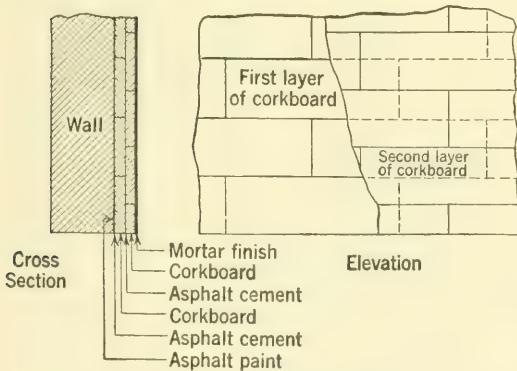 Wall
First layer
of corkboard
Second layer
of corkboard
Cross
Section
Mortar finish
Corkboard
Asphalt cement
Corkboard
Asphalt cement
Asphalt paint
Elevation